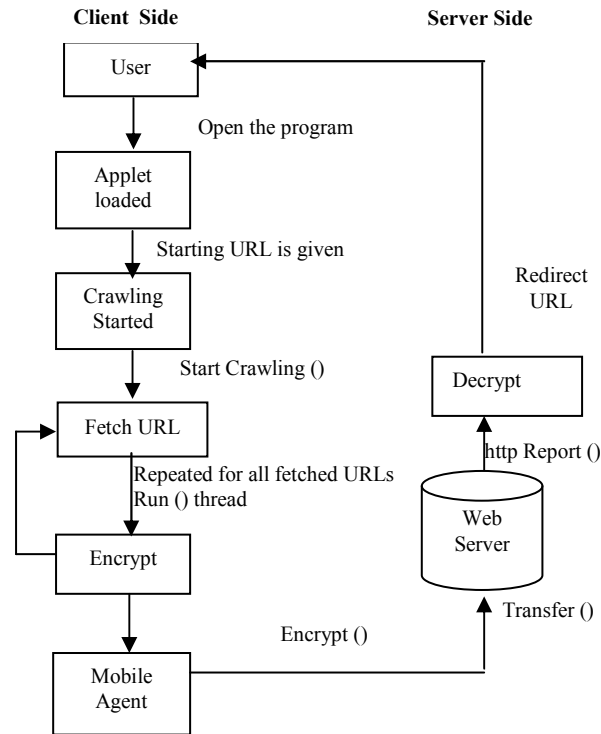 Client Side
Server Side
User
Open the program
Applet
loaded
Starting URL is given
Crawling
Started
Start Crawling ()
Fetch URL
Repeated for all fetched URLs
Run () thread
Encrypt
Mobile
Agent
Encrypt ()
Transfer ()
Web
Server
http Report ()
Decrypt
Redirect
URL